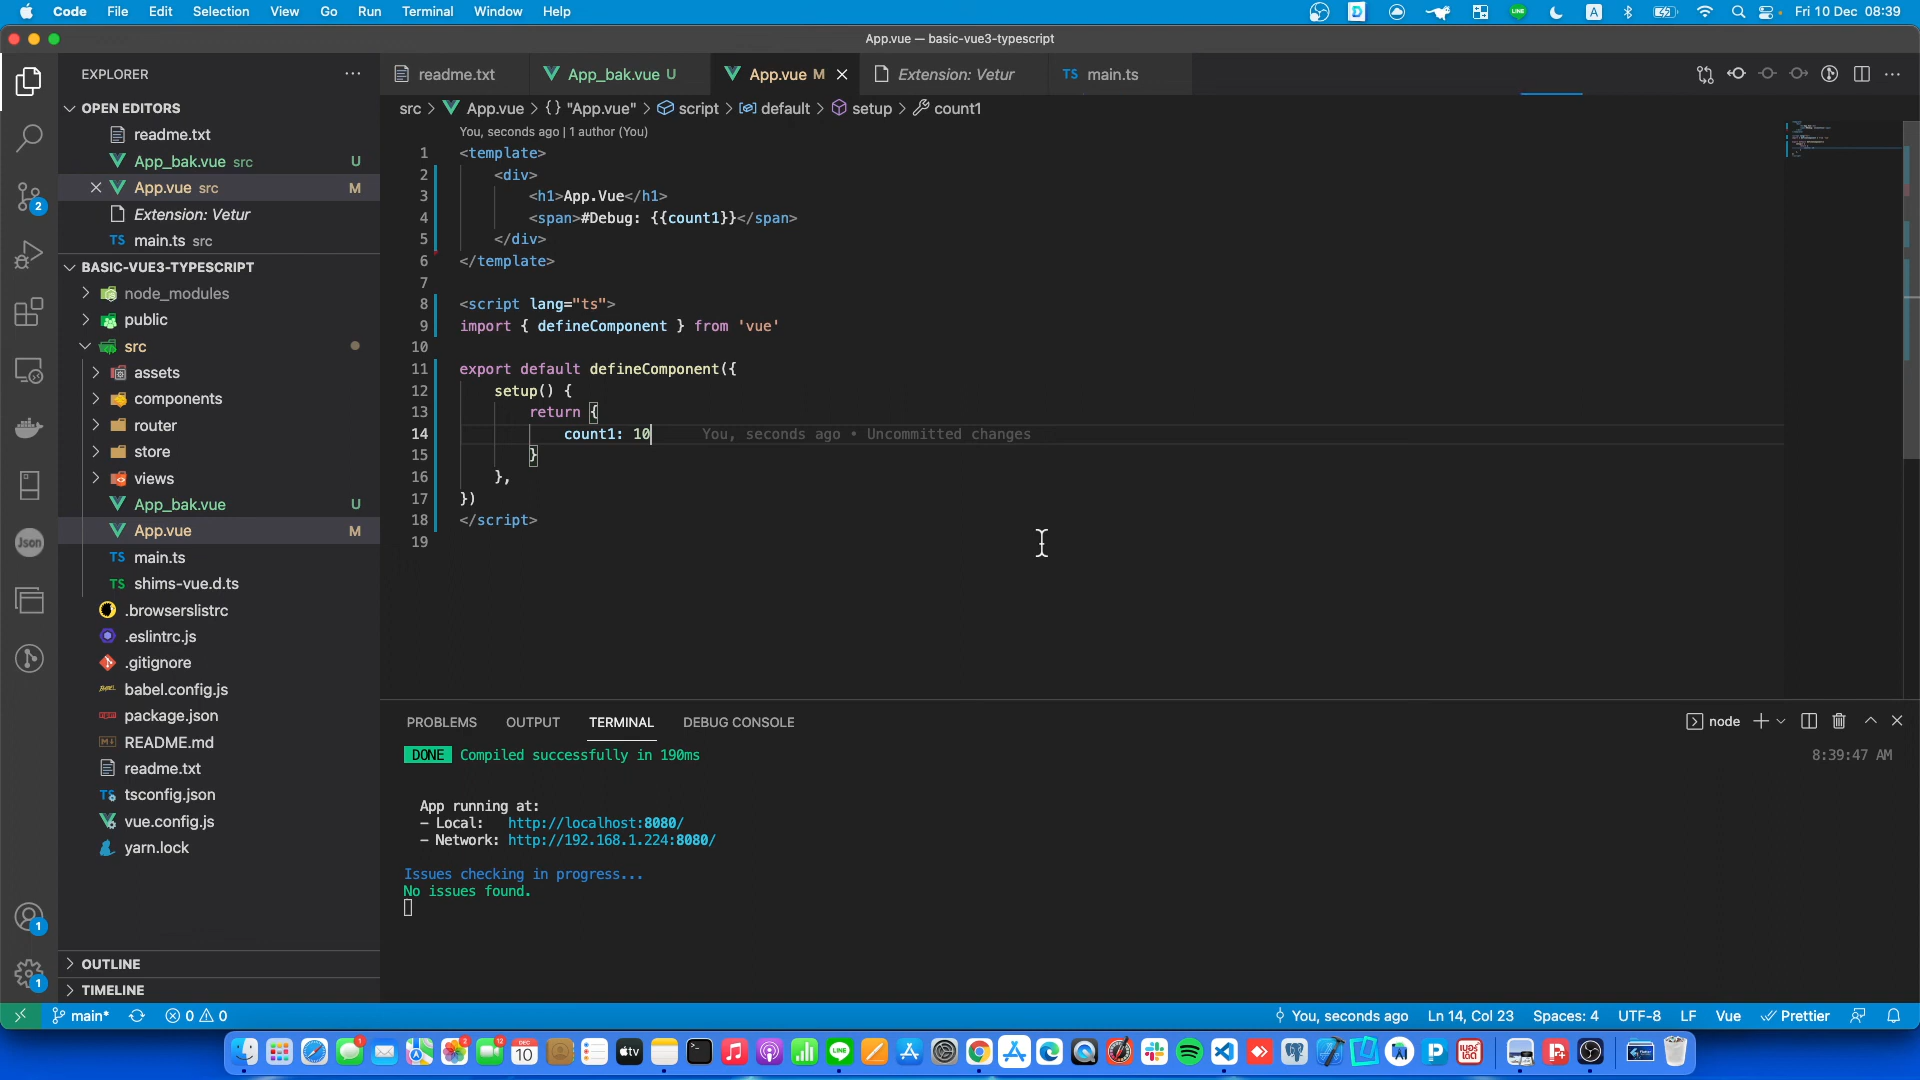 Code File Edit Selection View Go Run Terminal Window Help
Fri 10 Dec 08:39
App.vue — basic-vue3-typescript
EXPLORER
readme.txt App_bak.vue U App.vue M Extension: Vetur TS main.ts
OPEN EDITORS
readme.txt
App_bak.vue src U
App.vue src M
Extension: Vetur
TS main.ts src
BASIC-VUE3-TYPESCRIPT
node_modules
public
src
assets
components
router
store
views
App_bak.vue U
App.vue M
TS main.ts
TS shims-vue.d.ts
.browserslistrc
.eslintrc.js
.gitignore
babel.config.js
package.json
README.md
readme.txt
tsconfig.json
vue.config.js
yarn.lock
OUTLINE
TIMELINE
src > App.vue > {} "App.vue" > script > default > setup > count1
You, seconds ago | 1 author (You)
1 <template>
2 <div>
3 <h1>App.Vue</h1>
4 <span>#Debug: {{count1}}</span>
5 </div>
6 </template>
7
8 <script lang="ts">
9 import { defineComponent } from 'vue'
10
11 export default defineComponent({
12 setup() {
13 return {
14 count1: 10 You, seconds ago • Uncommitted changes
15 }
16 },
17 })
18 </script>
19
PROBLEMS OUTPUT TERMINAL DEBUG CONSOLE
node
DONE Compiled successfully in 190ms 8:39:47 AM
App running at:
- Local: http://localhost:8080/
- Network: http://192.168.1.224:8080/
Issues checking in progress...
No issues found.
main* 0 0
You, seconds ago Ln 14, Col 23 Spaces: 4 UTF-8 LF Vue Prettier